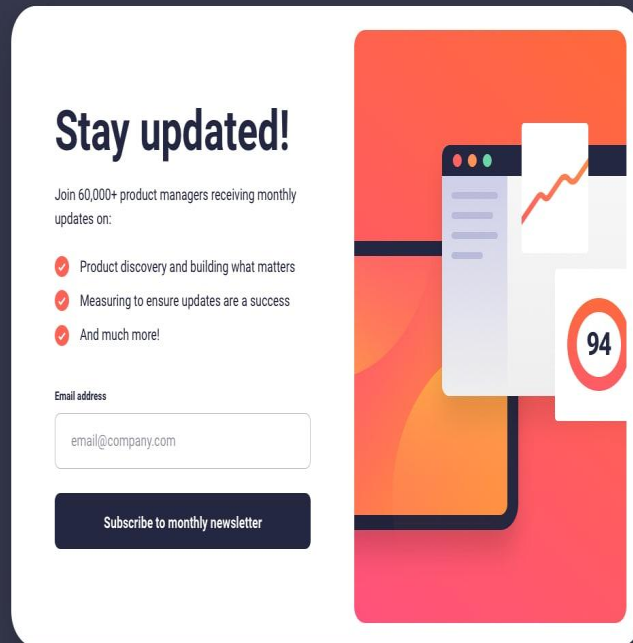 Stay updated!
Join 60,000+ product managers receiving monthly
updates on:
Product discovery and building what matters
Measuring to ensure updates are a success
And much more!
Email address
email@company.com
Subscribe to monthly newsletter
94